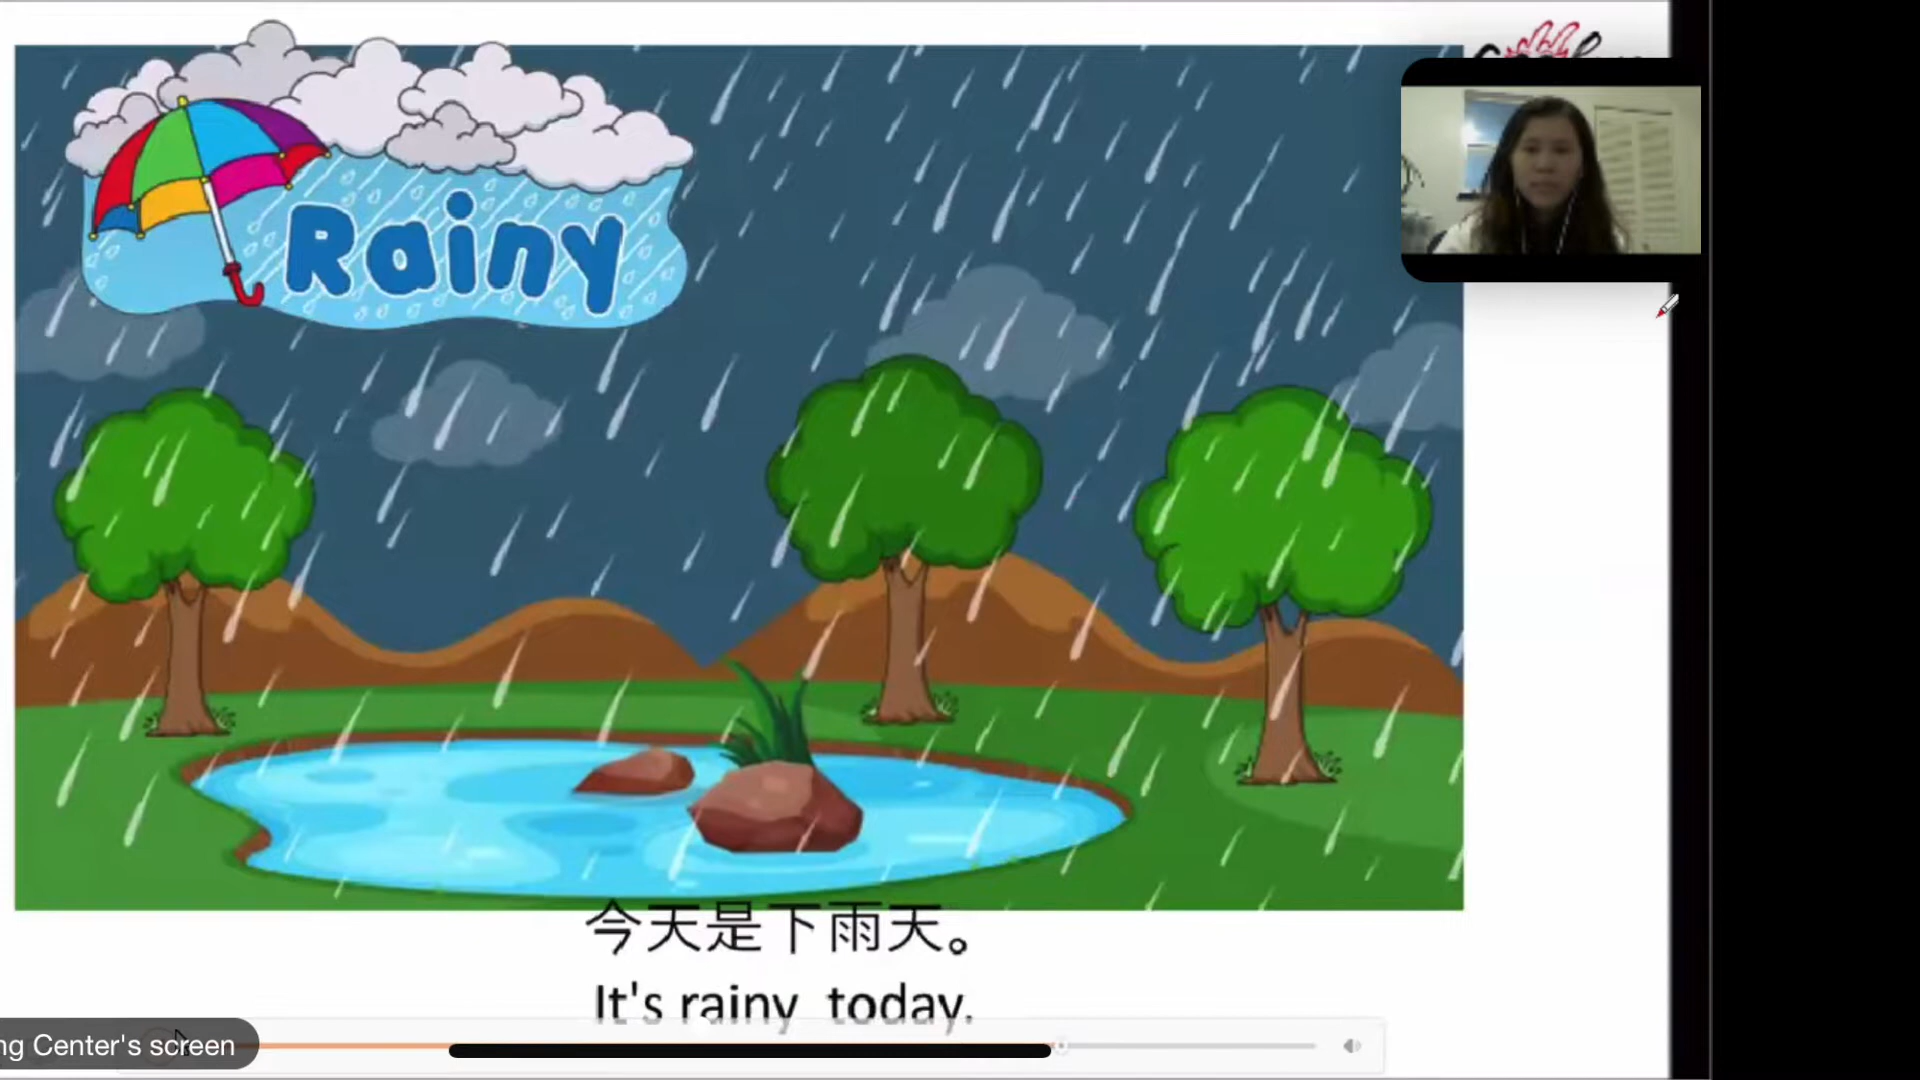 Rainy
今天是下雨天。
It's rainy today.
ng Center's screen